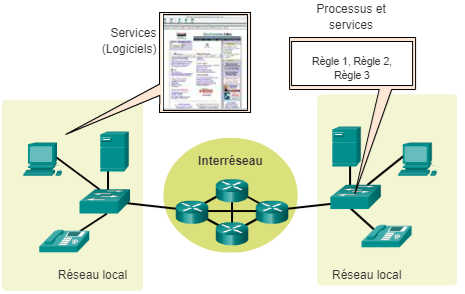 Services
(Logiciels)
Processus et
services
Règle 1, Règle 2,
Règle 3
Interréseau
Réseau local
Réseau local